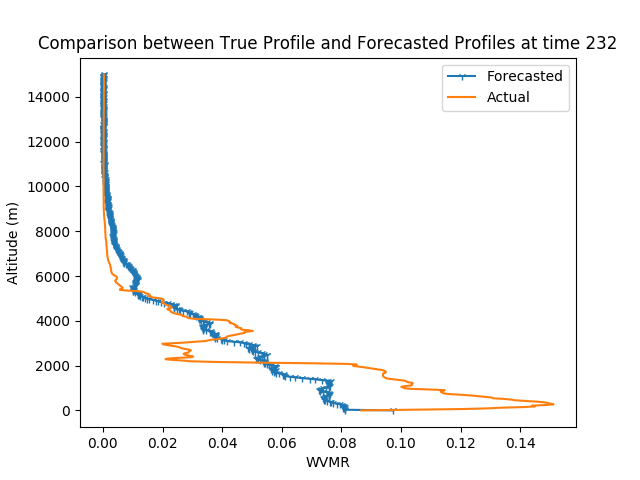 Comparison between True Profile and Forecasted Profiles at time 232
Forecasted
Actual
14000
12000
10000
8000
6000
4000
2000
0
Altitude (m)
0.00 0.02 0.04 0.06 0.08 0.10 0.12 0.14
WVMR